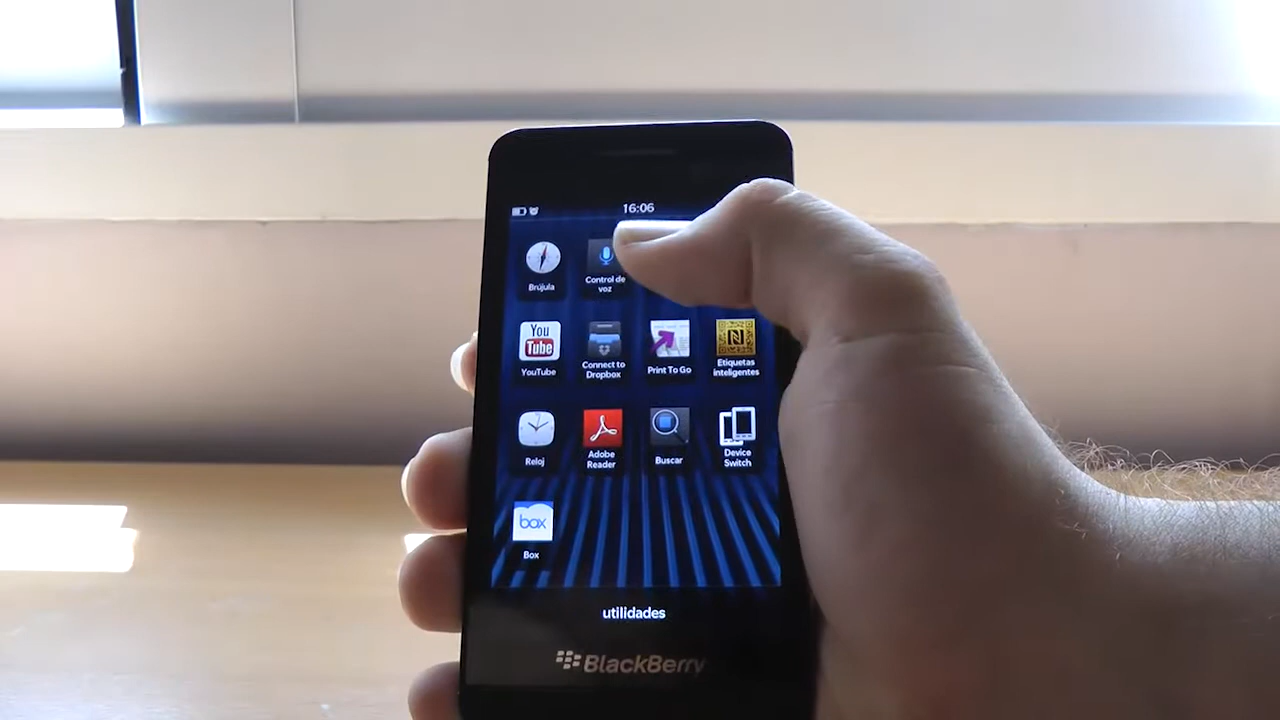 16:06
Brújula
Control de
voz
You
Tube
YouTube
Connect to
Dropbox
Print To Go
Etiquetas
inteligentes
Reloj
Adobe
Reader
Buscar
Device
Switch
box
Box
utilidades
BlackBerry